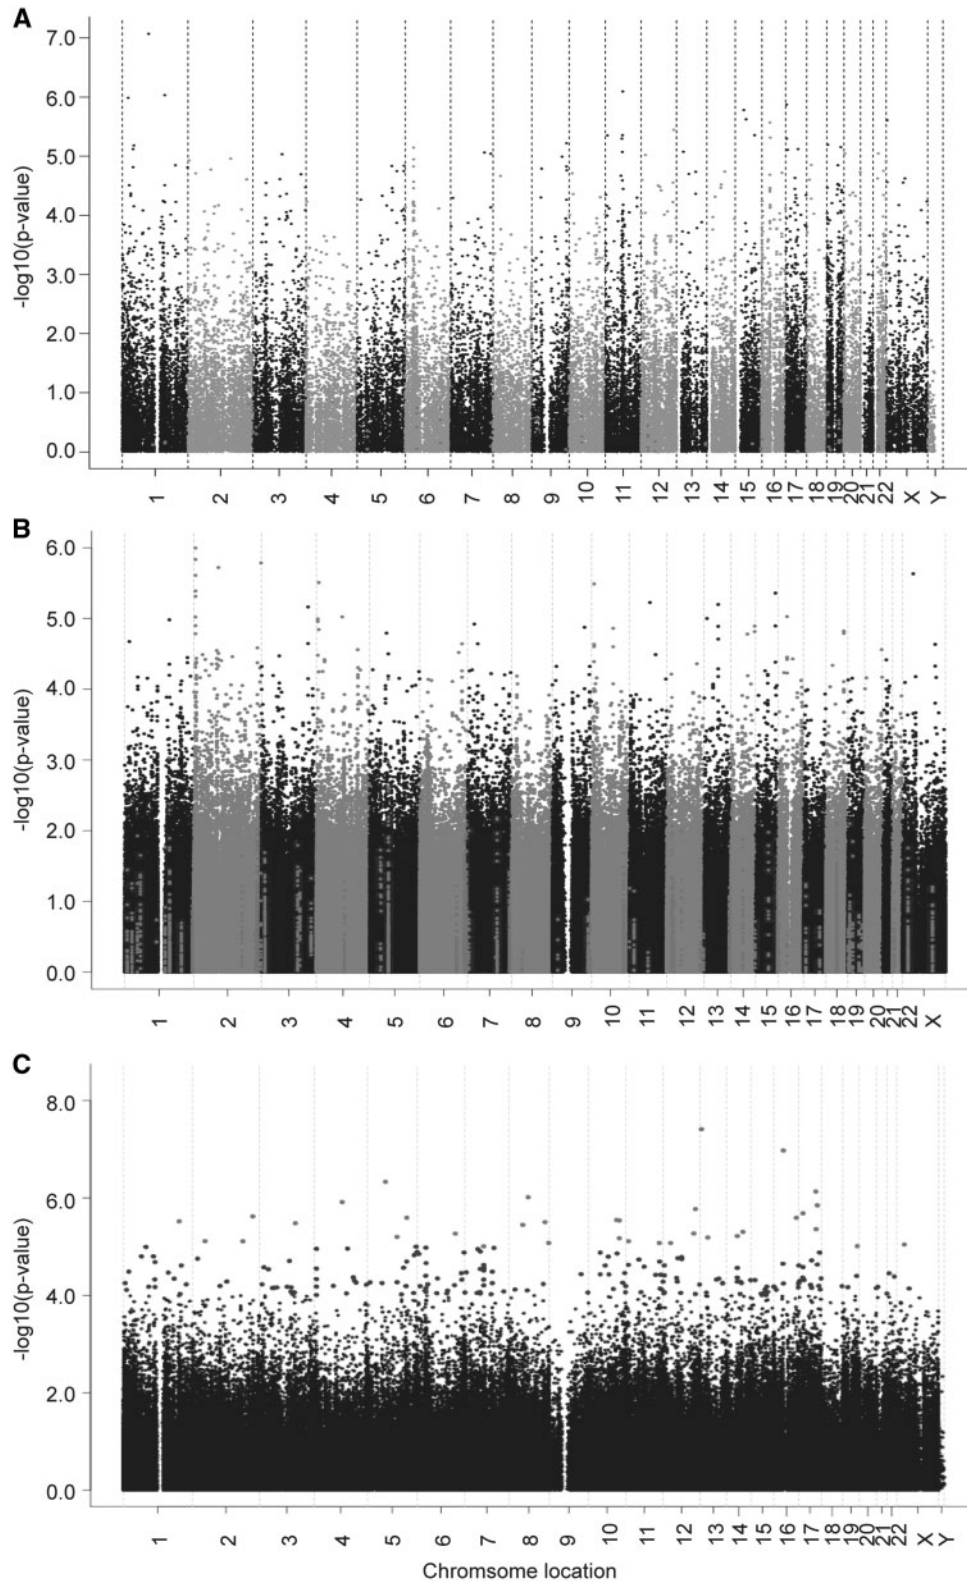 A
7.0
6.0
5.0
4.0
3.0
2.0
1.0
0.0
-log10(p-value)
1 2 3 4 5 6 7 8 9 10 11 12 13 14 15 16 17 18 19 20 21 22 X Y
B
6.0
5.0
4.0
3.0
2.0
1.0
0.0
-log10(p-value)
1 2 3 4 5 6 7 8 9 10 11 12 13 14 15 16 17 18 19 20 21 22 X
C
8.0
6.0
4.0
2.0
0.0
-log10(p-value)
1 2 3 4 5 6 7 8 9 10 11 12 13 14 15 16 17 18 19 20 21 22 X Y
Chromsome location